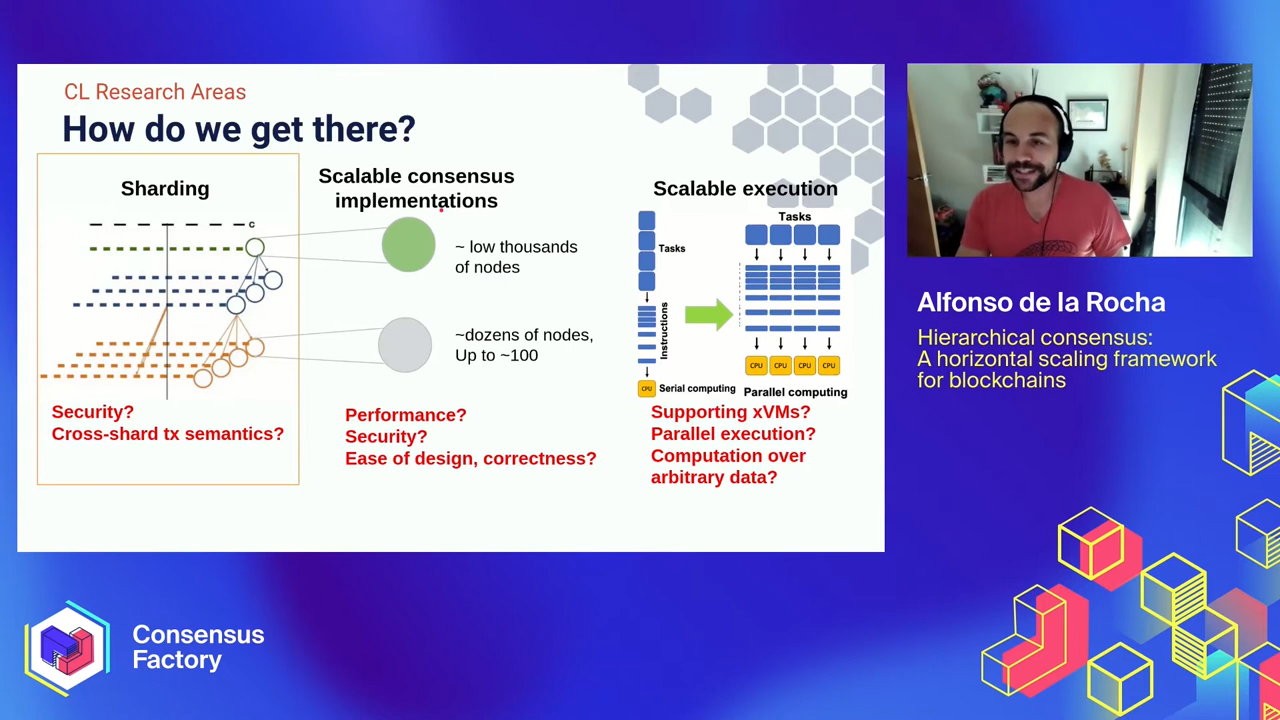 CL Research Areas
How do we get there?
Sharding
c
Security?
Cross-shard tx semantics?
Scalable consensus
implementations
~ low thousands
of nodes
~dozens of nodes,
Up to ~100
Performance?
Security?
Ease of design, correctness?
Scalable execution
Tasks
Instructions
CPU
Serial computing
Tasks
CPU CPU CPU CPU
Parallel computing
Supporting xVMs?
Parallel execution?
Computation over
arbitrary data?
Alfonso de la Rocha
Hierarchical consensus:
A horizontal scaling framework
for blockchains
Consensus
Factory